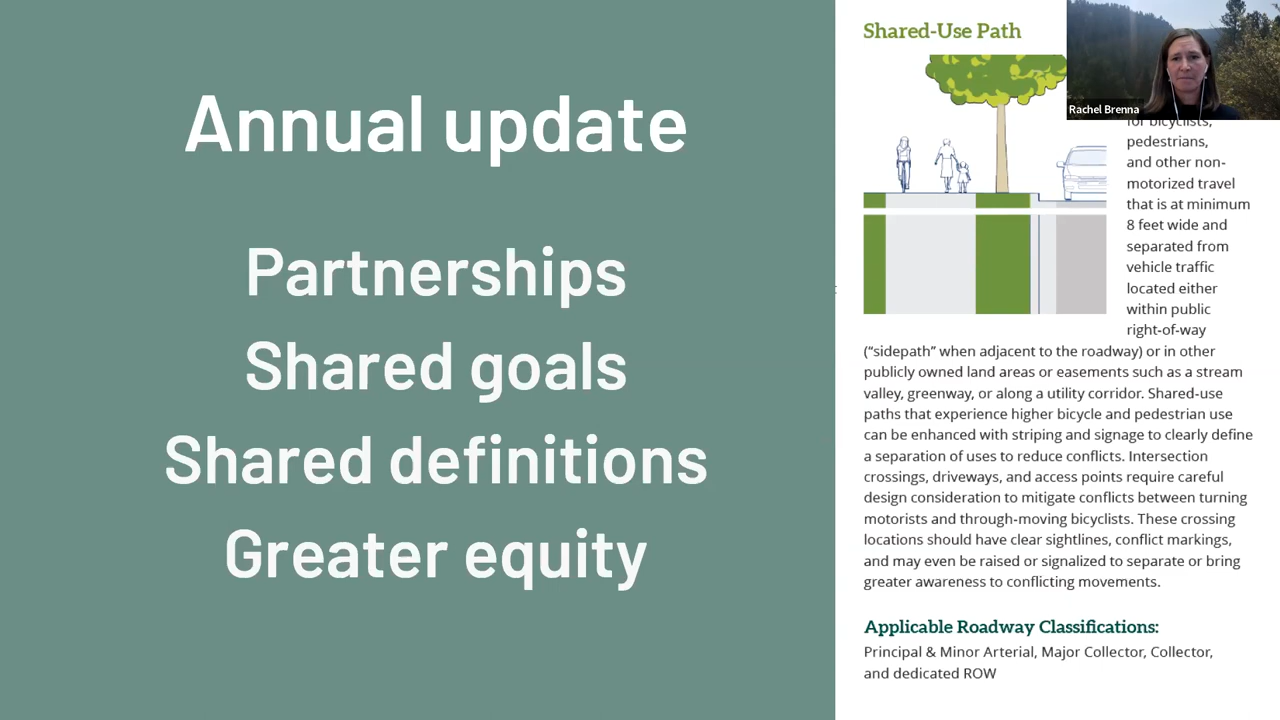 Annual update
Partnerships
Shared goals
Shared definitions
Greater equity
Shared-Use Path
Rachel Brenna
for bicyclists,
pedestrians,
and other non-
motorized travel
that is at minimum
8 feet wide and
separated from
vehicle traffic
located either
within public
right-of-way
(“sidepath” when adjacent to the roadway) or in other
publicly owned land areas or easements such as a stream
valley, greenway, or along a utility corridor. Shared-use
paths that experience higher bicycle and pedestrian use
can be enhanced with striping and signage to clearly define
a separation of uses to reduce conflicts. Intersection
crossings, driveways, and access points require careful
design consideration to mitigate conflicts between turning
motorists and through-moving bicyclists. These crossing
locations should have clear sightlines, conflict markings,
and may even be raised or signalized to separate or bring
greater awareness to conflicting movements.
Applicable Roadway Classifications:
Principal & Minor Arterial, Major Collector, Collector,
and dedicated ROW